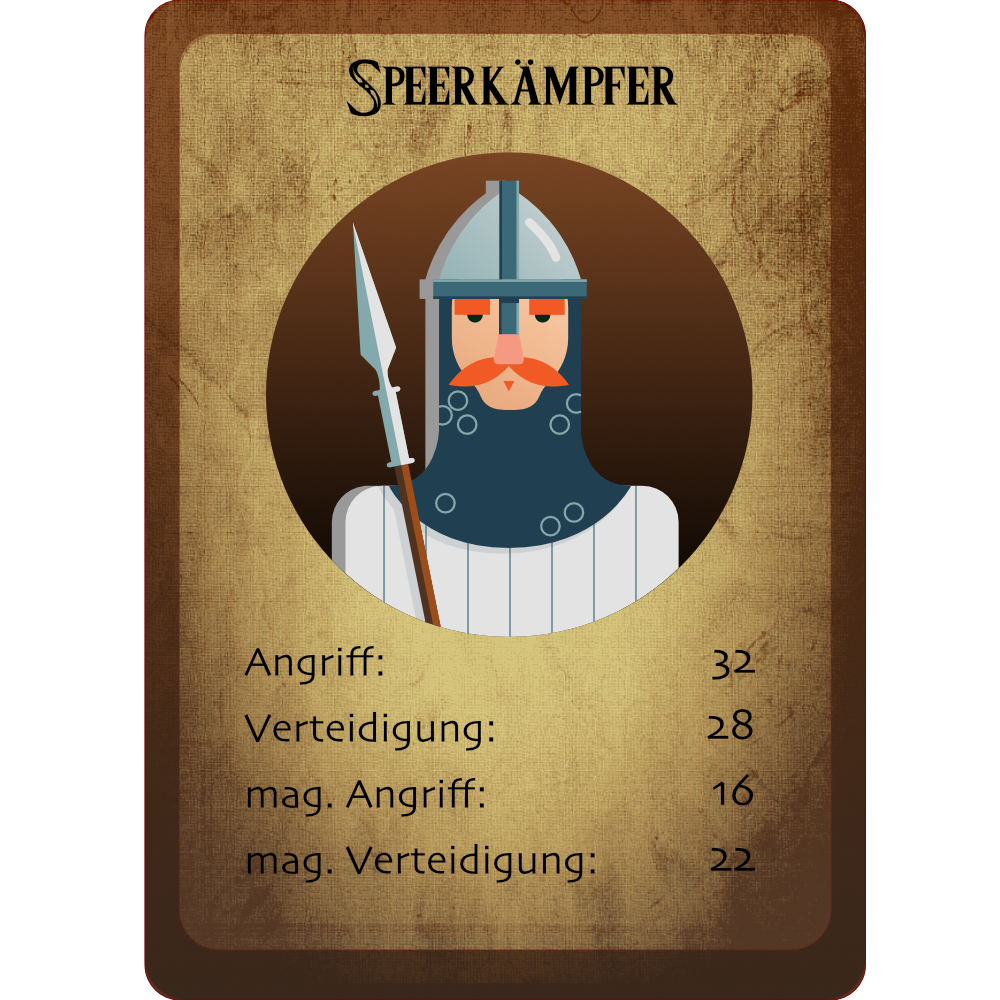 Speerkämpfer
Angriff: 32
Verteidigung: 28
mag. Angriff: 16
mag. Verteidigung: 22